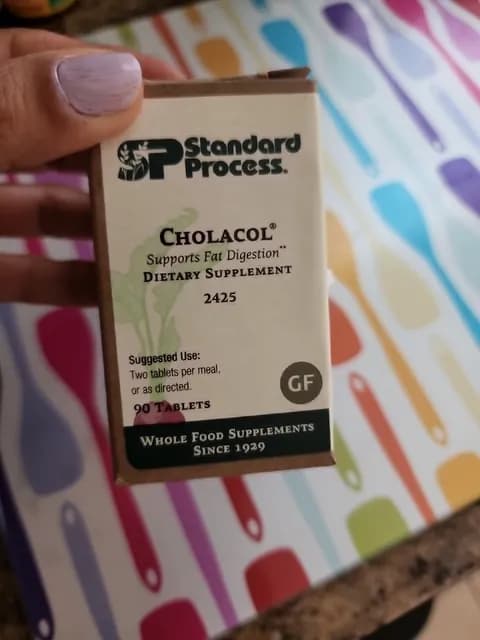 SP Standard
Process.
CHOLACOL®
Supports Fat Digestion**
DIETARY SUPPLEMENT
2425
Suggested Use:
Two tablets per meal,
or as directed.
90 TABLETS
GF
WHOLE FOOD SUPPLEMENTS
SINCE 1929